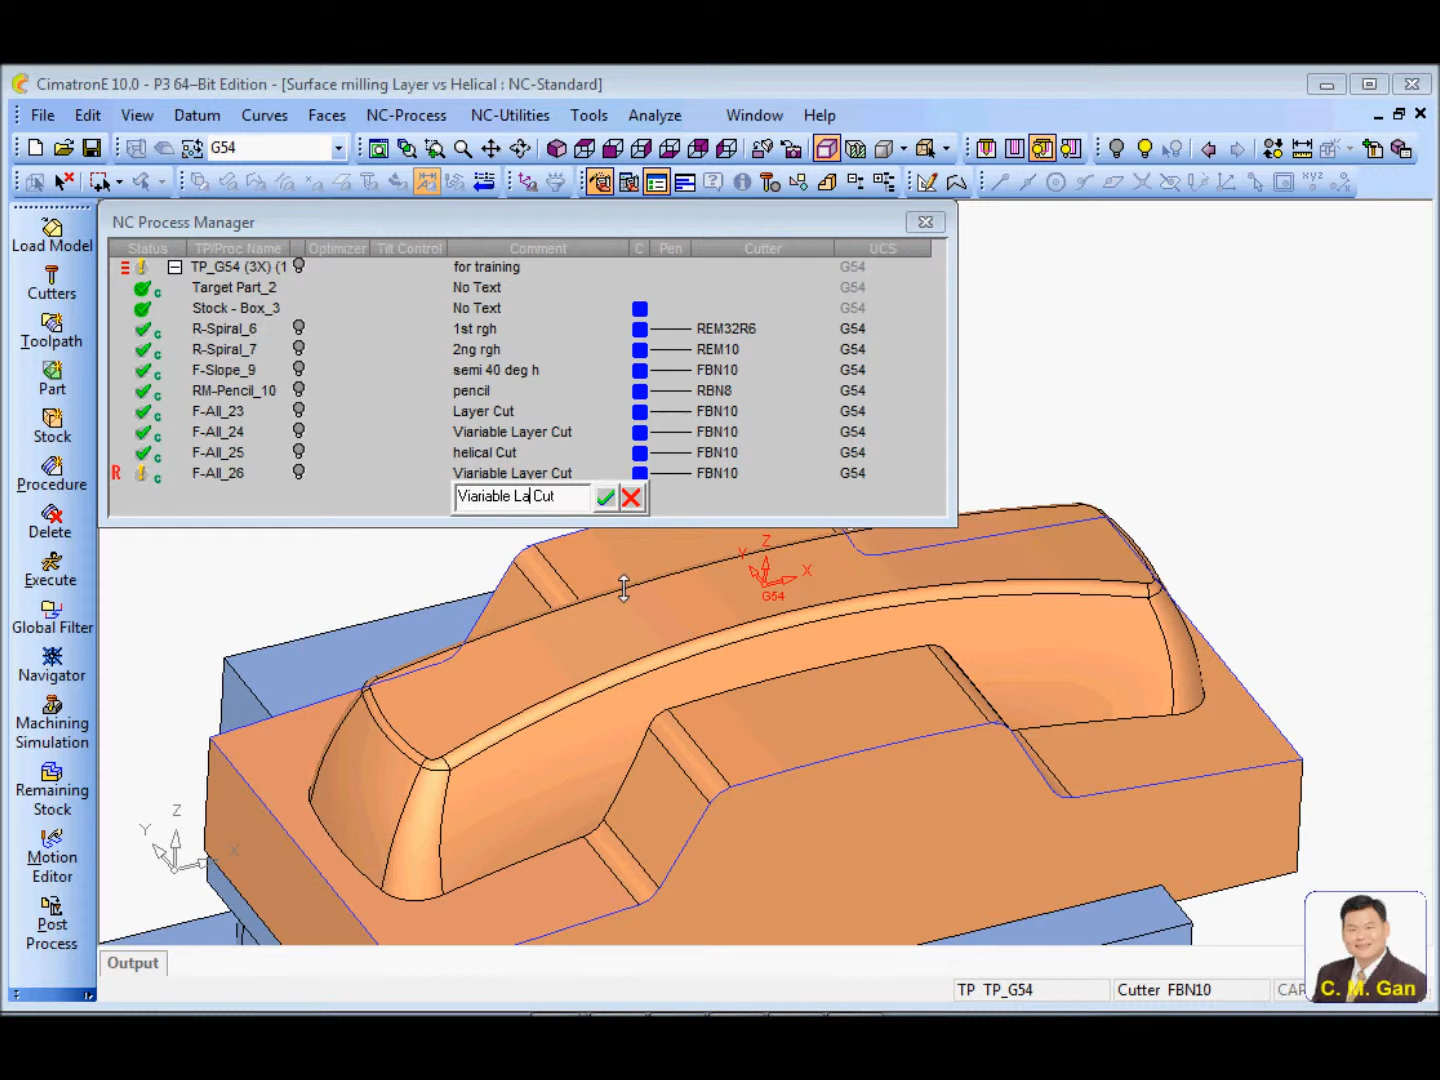 CimatronE 10.0 - P3 64–Bit Edition - [Surface milling Layer vs Helical : NC-Standard]
File Edit View Datum Curves Faces NC-Process NC-Utilities Tools Analyze Window Help
G54
NC Process Manager
Status TP/Proc Name Optimizer Tilt Control Comment C Pen Cutter UCS
TP_G54 (3X) (1 for training G54
Target Part_2 No Text G54
Stock - Box_3 No Text G54
R-Spiral_6 1st rgh REM32R6 G54
R-Spiral_7 2ng rgh REM10 G54
F-Slope_9 semi 40 deg h FBN10 G54
RM-Pencil_10 pencil RBN8 G54
F-All_23 Layer Cut FBN10 G54
F-All_24 Viariable Layer Cut FBN10 G54
F-All_25 helical Cut FBN10 G54
R F-All_26 Viariable Layer Cut FBN10 G54
Viariable La Cut
Load Model
Cutters
Toolpath
Part
Stock
Procedure
Delete
Execute
Global Filter
Navigator
Machining
Simulation
Remaining
Stock
Motion
Editor
Post
Process
Z
Y
X
G54
Z
Y
X
Output
TP TP_G54 Cutter FBN10 CAP
C. M. Gan